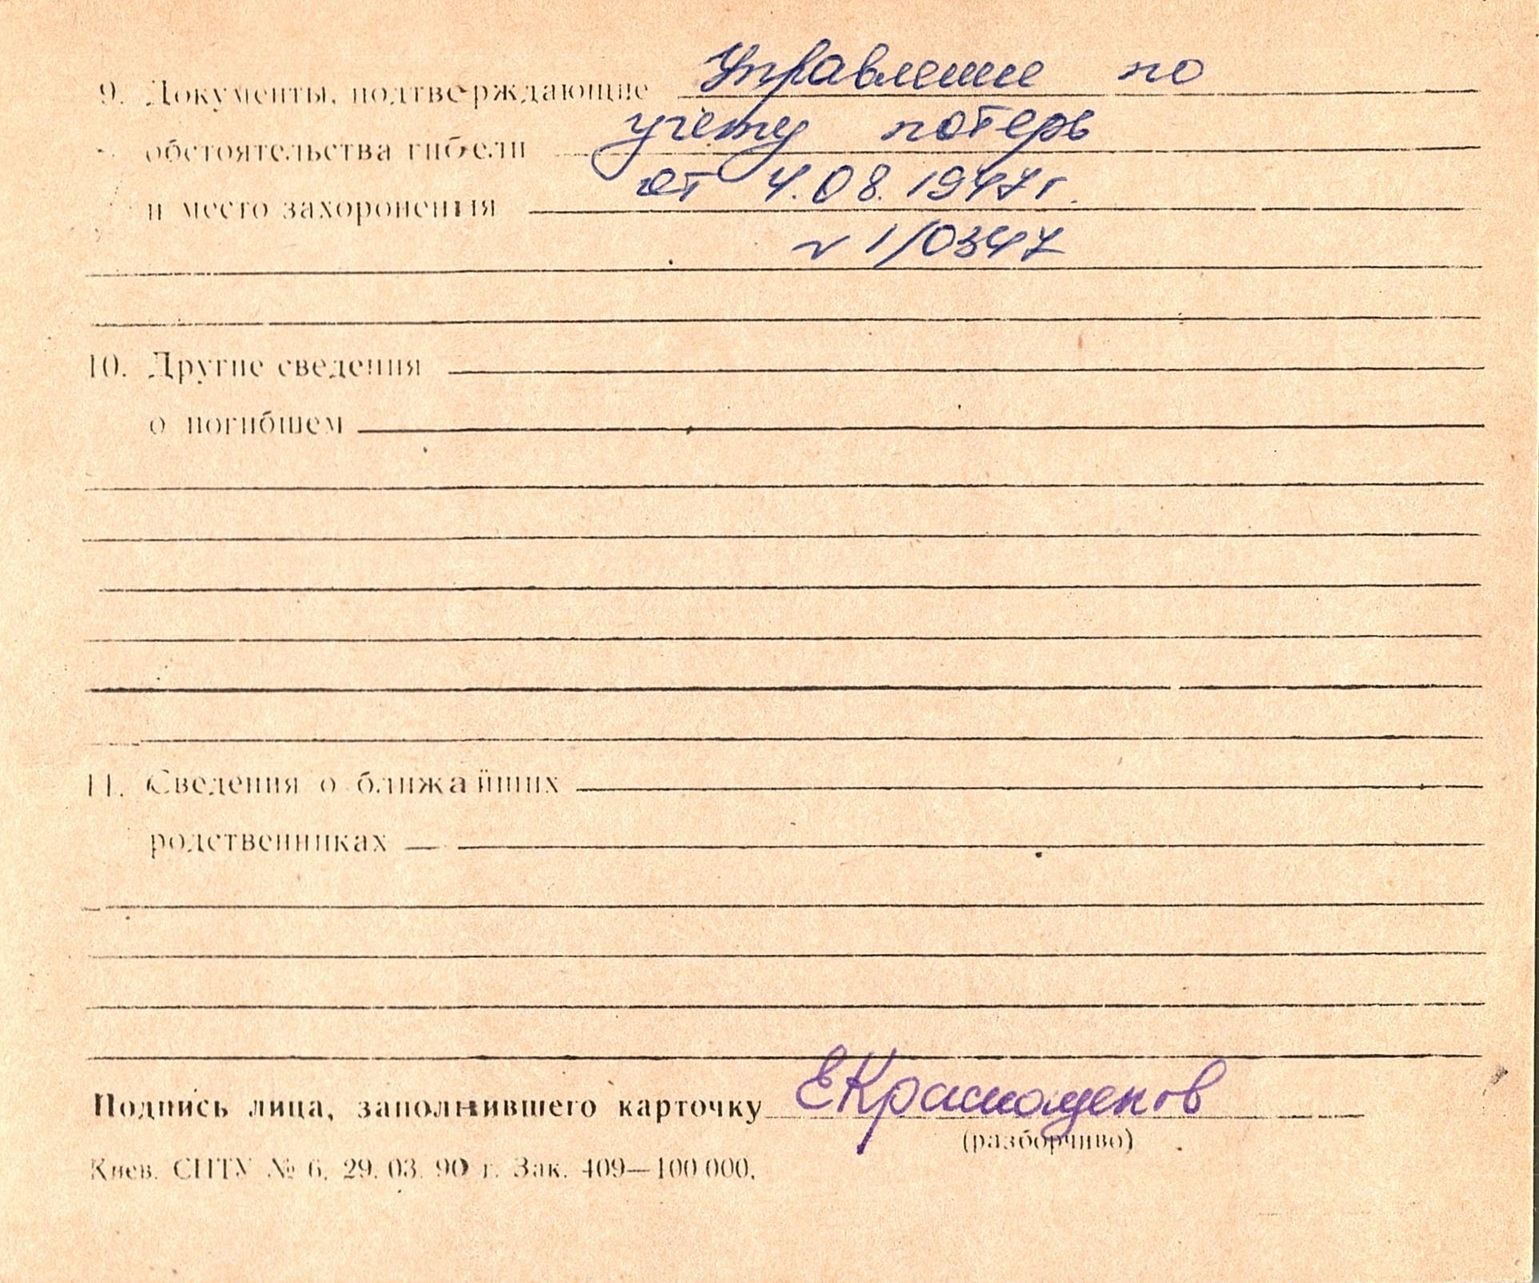 9. Документы, подтверждающие Управление по
обстоятельства гибели учету потерь
и место захоронения от 4.08.1947 г.
№ 1/0347
10. Другие сведения
о погибшем
11. Сведения о ближайших
родственниках
Подпись лица, заполнившего карточку
(разборчиво)
Киев. СПТУ № 6, 29. 03. 90 г. Зак. 409—100 000.